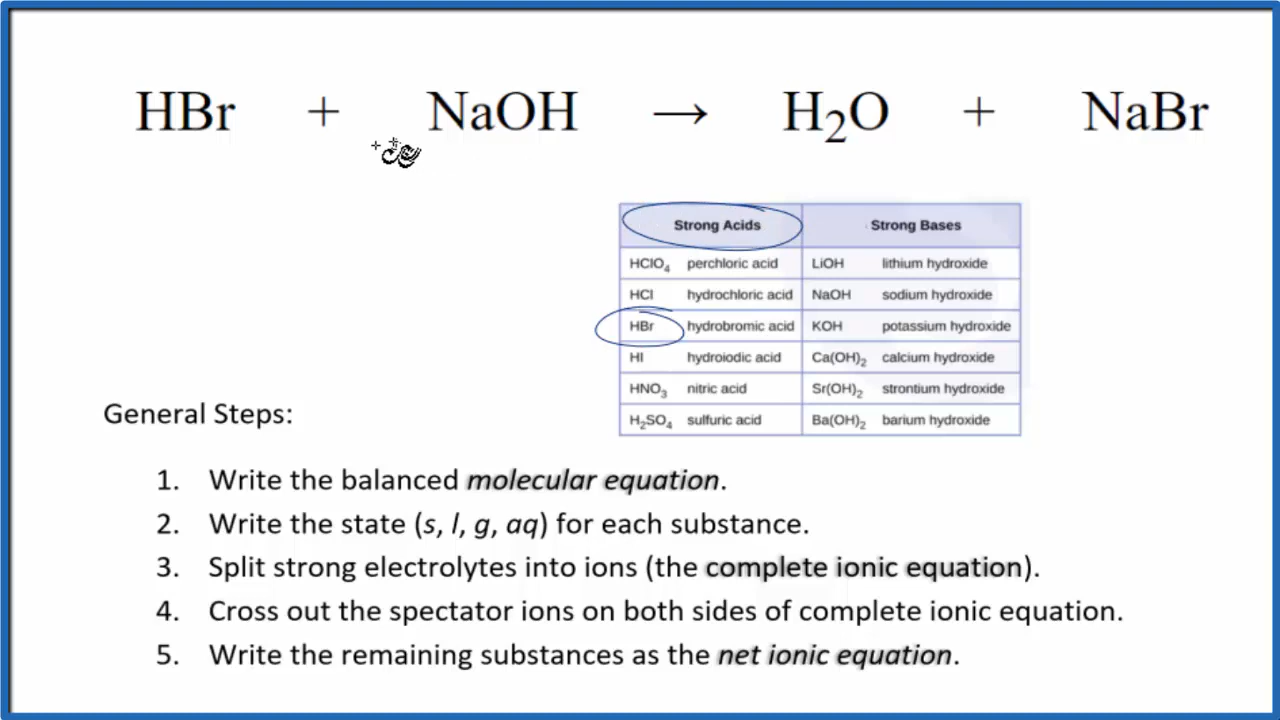 HBr + NaOH → H₂O + NaBr
Strong Acids Strong Bases
HClO₄ perchloric acid LiOH lithium hydroxide
HCl hydrochloric acid NaOH sodium hydroxide
HBr hydrobromic acid KOH potassium hydroxide
HI hydroiodic acid Ca(OH)₂ calcium hydroxide
HNO₃ nitric acid Sr(OH)₂ strontium hydroxide
H₂SO₄ sulfuric acid Ba(OH)₂ barium hydroxide
General Steps:
1. Write the balanced molecular equation.
2. Write the state (s, l, g, aq) for each substance.
3. Split strong electrolytes into ions (the complete ionic equation).
4. Cross out the spectator ions on both sides of complete ionic equation.
5. Write the remaining substances as the net ionic equation.